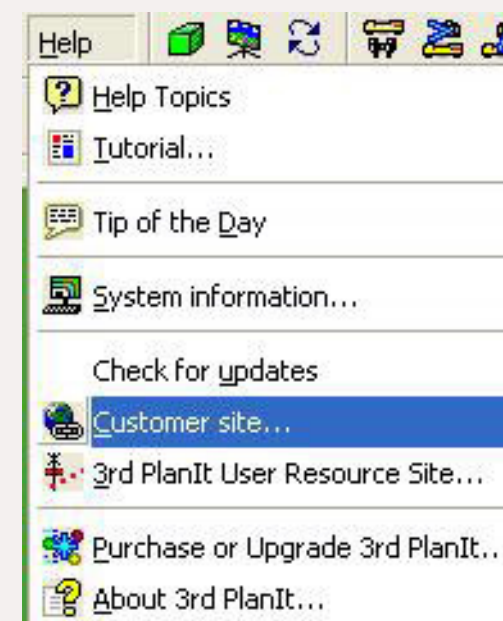 Help
Help Topics
Tutorial...
Tip of the Day
System information...
Check for updates
Customer site...
3rd PlanIt User Resource Site...
Purchase or Upgrade 3rd PlanIt..
About 3rd PlanIt...